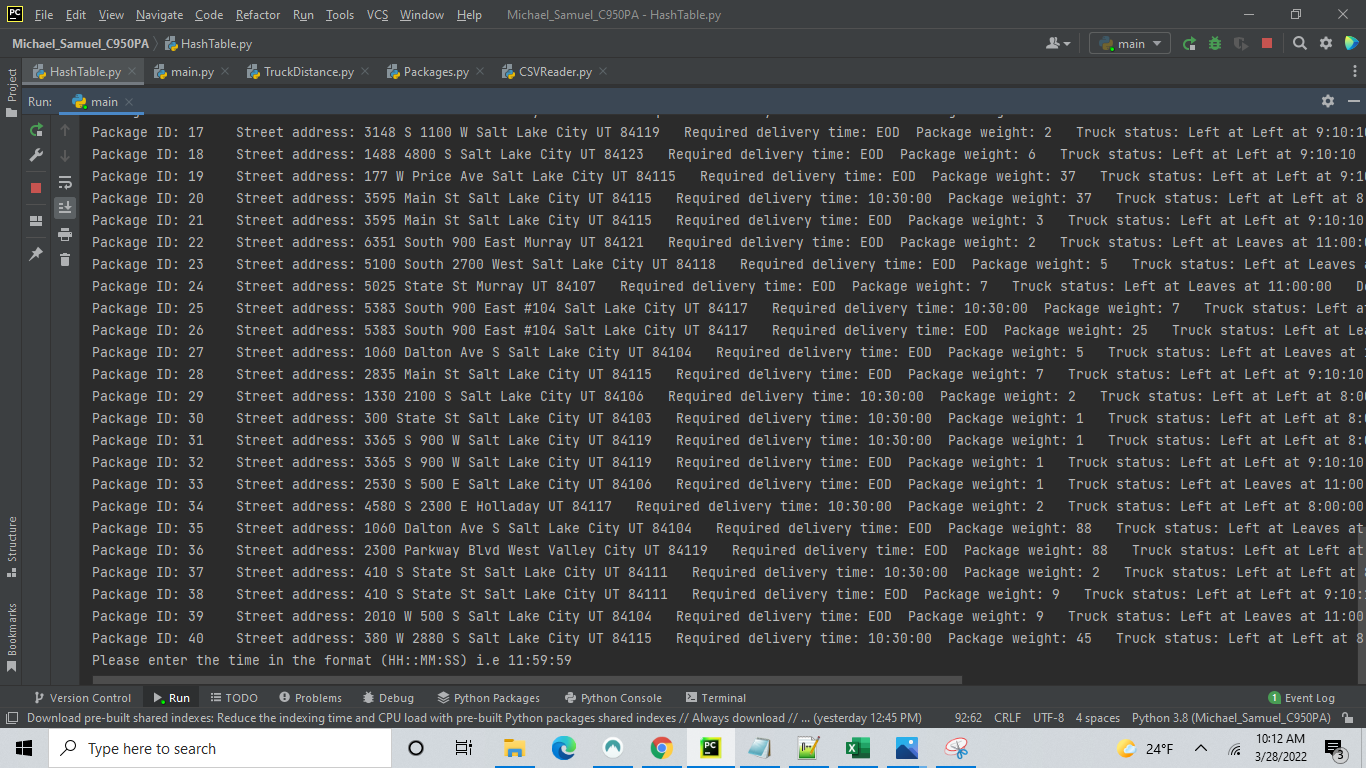 PC File Edit View Navigate Code Refactor Run Tools VCS Window Help Michael_Samuel_C950PA - HashTable.py
Michael_Samuel_C950PA HashTable.py main
Project HashTable.py main.py TruckDistance.py Packages.py CSVReader.py
Run: main
Package ID: 17 Street address: 3148 S 1100 W Salt Lake City UT 84119 Required delivery time: EOD Package weight: 2 Truck status: Left at Left at 9:10:10
Package ID: 18 Street address: 1488 4800 S Salt Lake City UT 84123 Required delivery time: EOD Package weight: 6 Truck status: Left at Left at 9:10:10
Package ID: 19 Street address: 177 W Price Ave Salt Lake City UT 84115 Required delivery time: EOD Package weight: 37 Truck status: Left at Left at 9:10
Package ID: 20 Street address: 3595 Main St Salt Lake City UT 84115 Required delivery time: 10:30:00 Package weight: 37 Truck status: Left at Left at 8
Package ID: 21 Street address: 3595 Main St Salt Lake City UT 84115 Required delivery time: EOD Package weight: 3 Truck status: Left at Left at 9:10:10
Package ID: 22 Street address: 6351 South 900 East Murray UT 84121 Required delivery time: EOD Package weight: 2 Truck status: Left at Leaves at 11:00:
Package ID: 23 Street address: 5100 South 2700 West Salt Lake City UT 84118 Required delivery time: EOD Package weight: 5 Truck status: Left at Leaves
Package ID: 24 Street address: 5025 State St Murray UT 84107 Required delivery time: EOD Package weight: 7 Truck status: Left at Leaves at 11:00:00
Package ID: 25 Street address: 5383 South 900 East #104 Salt Lake City UT 84117 Required delivery time: 10:30:00 Package weight: 7 Truck status: Left
Package ID: 26 Street address: 5383 South 900 East #104 Salt Lake City UT 84117 Required delivery time: EOD Package weight: 25 Truck status: Left at
Package ID: 27 Street address: 1060 Dalton Ave S Salt Lake City UT 84104 Required delivery time: EOD Package weight: 5 Truck status: Left at Leaves at
Package ID: 28 Street address: 2835 Main St Salt Lake City UT 84115 Required delivery time: EOD Package weight: 7 Truck status: Left at Left at 9:10:10
Package ID: 29 Street address: 1330 2100 S Salt Lake City UT 84106 Required delivery time: 10:30:00 Package weight: 2 Truck status: Left at Left at 8:0
Package ID: 30 Street address: 300 State St Salt Lake City UT 84103 Required delivery time: 10:30:00 Package weight: 1 Truck status: Left at Left at 8:
Package ID: 31 Street address: 3365 S 900 W Salt Lake City UT 84119 Required delivery time: 10:30:00 Package weight: 1 Truck status: Left at Left at 8:
Package ID: 32 Street address: 3365 S 900 W Salt Lake City UT 84119 Required delivery time: EOD Package weight: 1 Truck status: Left at Left at 9:10:10
Package ID: 33 Street address: 2530 S 500 E Salt Lake City UT 84106 Required delivery time: EOD Package weight: 1 Truck status: Left at Leaves at 11:00
Package ID: 34 Street address: 4580 S 2300 E Holladay UT 84117 Required delivery time: 10:30:00 Package weight: 2 Truck status: Left at Left at 8:00:00
Package ID: 35 Street address: 1060 Dalton Ave S Salt Lake City UT 84104 Required delivery time: EOD Package weight: 88 Truck status: Left at Leaves at
Package ID: 36 Street address: 2300 Parkway Blvd West Valley City UT 84119 Required delivery time: EOD Package weight: 88 Truck status: Left at Left at
Package ID: 37 Street address: 410 S State St Salt Lake City UT 84111 Required delivery time: 10:30:00 Package weight: 2 Truck status: Left at Left at
Package ID: 38 Street address: 410 S State St Salt Lake City UT 84111 Required delivery time: EOD Package weight: 9 Truck status: Left at Left at 9:10:
Package ID: 39 Street address: 2010 W 500 S Salt Lake City UT 84104 Required delivery time: EOD Package weight: 9 Truck status: Left at Leaves at 11:00
Package ID: 40 Street address: 380 W 2880 S Salt Lake City UT 84115 Required delivery time: 10:30:00 Package weight: 45 Truck status: Left at Left at 8
Please enter the time in the format (HH::MM:SS) i.e 11:59:59
Structure
Bookmarks
Version Control Run TODO Problems Debug Python Packages Python Console Terminal 1 Event Log
Download pre-built shared indexes: Reduce the indexing time and CPU load with pre-built Python packages shared indexes // Always download // ... (yesterday 12:45 PM) 92:62 CRLF UTF-8 4 spaces Python 3.8 (Michael_Samuel_C950PA)
Type here to search PC 24°F 10:12 AM
3/28/2022 3